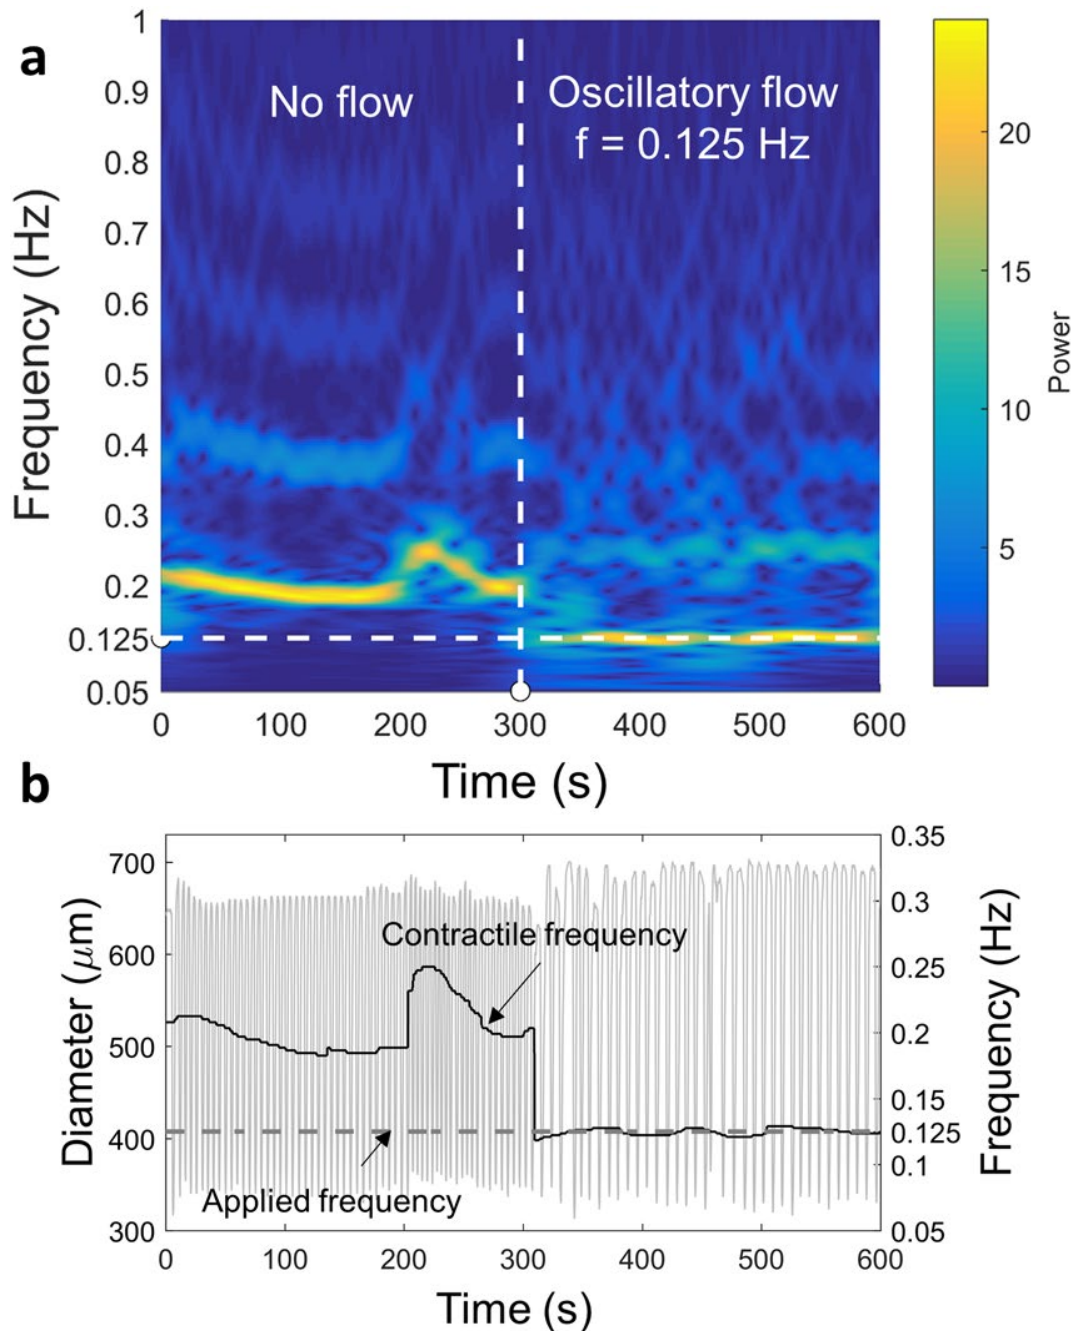 a
No flow
Oscillatory flow
f = 0.125 Hz
Frequency (Hz)
1
0.9
0.8
0.7
0.6
0.5
0.4
0.3
0.2
0.125
0.05
0 100 200 300 400 500 600
Time (s)
20
15
10
5
Power
b
Diameter (μm)
700
600
500
400
300
Contractile frequency
Applied frequency
0.35
0.3
0.25
0.2
0.15
0.125
0.1
0.05
Frequency (Hz)
0 100 200 300 400 500 600
Time (s)